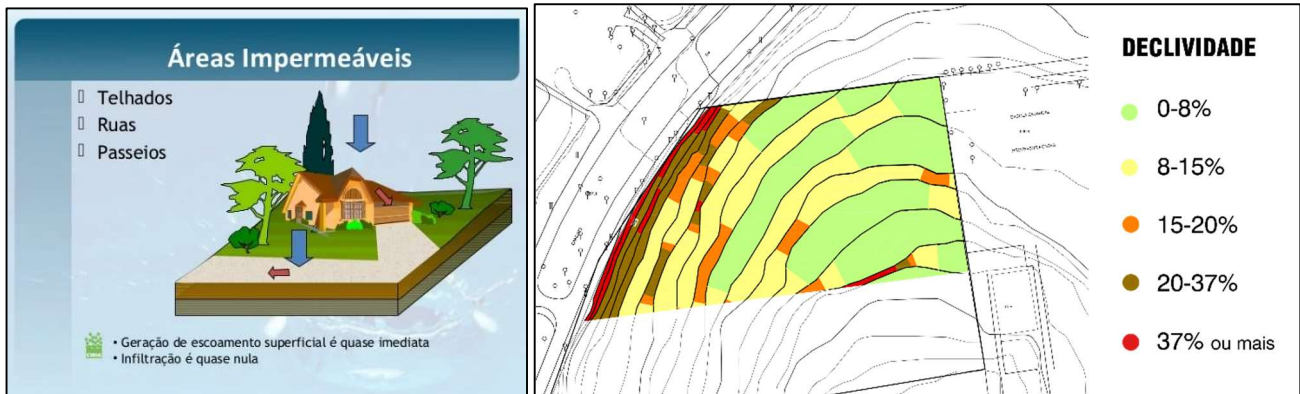 Áreas Impermeáveis
▯ Telhados
▯ Ruas
▯ Passeios
• Geração de escoamento superficial é quase imediata
• Infiltração é quase nula
DECLIVIDADE
0-8%
8-15%
15-20%
20-37%
37% ou mais